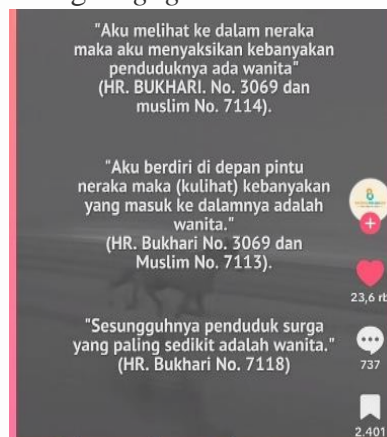 "Aku melihat ke dalam neraka
maka aku menyaksikan kebanyakan
penduduknya ada wanita"
(HR. BUKHARI. No. 3069 dan
muslim No. 7114).
"Aku berdiri di depan pintu
neraka maka (kulihat) kebanyakan
yang masuk ke dalamnya adalah
wanita."
(HR. Bukhari No. 3069 dan
Muslim No. 7113).
23,6 rb
"Sesungguhnya penduduk surga
yang paling sedikit adalah wanita."
(HR. Bukhari No. 7118)
737
2.401